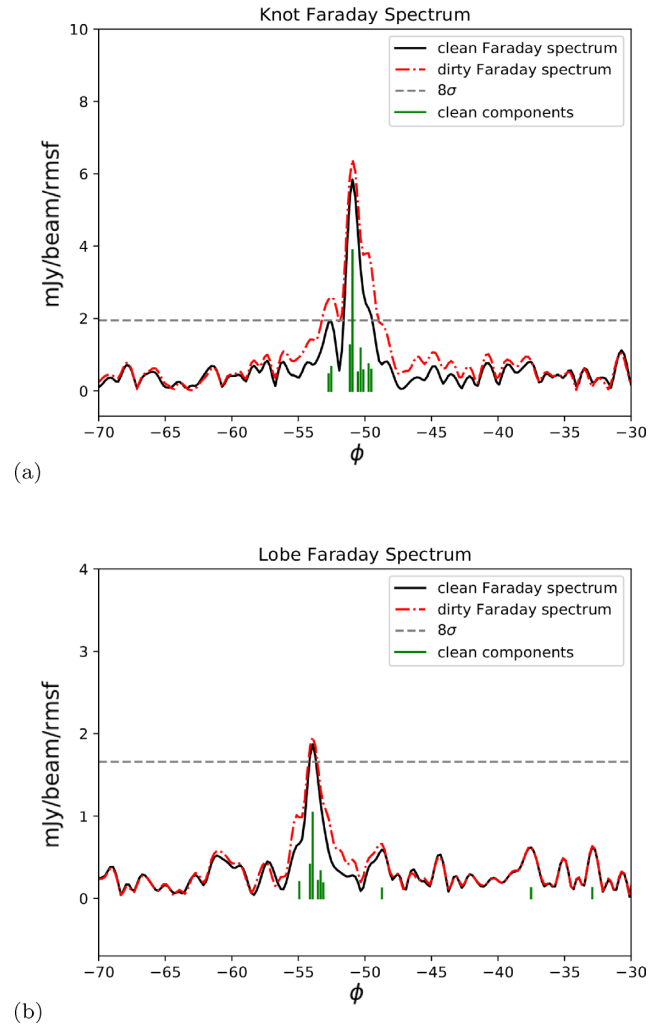 Knot Faraday Spectrum
10
8
6
4
2
0
mJy/beam/rmsf
clean Faraday spectrum
dirty Faraday spectrum
8σ
clean components
−70 −65 −60 −55 −50 −45 −40 −35 −30
ϕ
(a)
Lobe Faraday Spectrum
4
3
2
1
0
mJy/beam/rmsf
clean Faraday spectrum
dirty Faraday spectrum
8σ
clean components
−70 −65 −60 −55 −50 −45 −40 −35 −30
ϕ
(b)